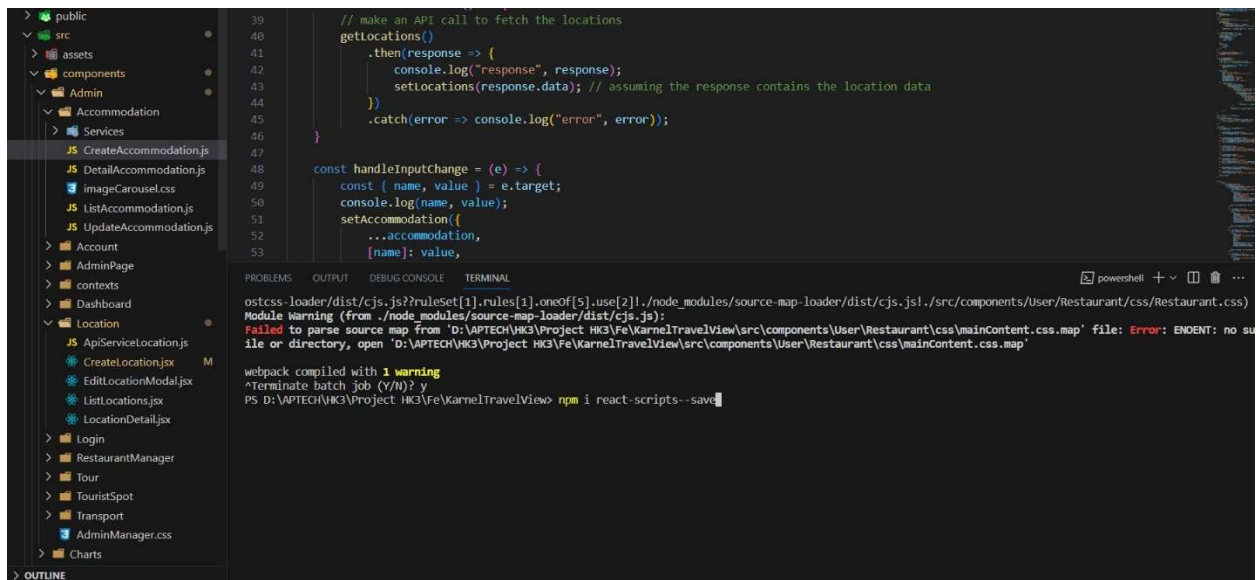 public
src
assets
components
Admin
Accommodation
Services
JS CreateAccommodation.js
JS DetailAccommodation.js
imageCarousel.css
JS ListAccommodation.js
JS UpdateAccommodation.js
Account
AdminPage
contexts
Dashboard
Location
JS ApiServiceLocation.js
CreateLocation.jsx M
EditLocationModal.jsx
ListLocations.jsx
LocationDetail.jsx
Login
RestaurantManager
Tour
TouristSpot
Transport
AdminManager.css
Charts
OUTLINE
39 // make an API call to fetch the locations
40 getLocations()
41 .then(response => {
42 console.log("response", response);
43 setLocations(response.data); // assuming the response contains the location data
44 })
45 .catch(error => console.log("error", error));
46 }
47
48 const handleInputChange = (e) => {
49 const { name, value } = e.target;
50 console.log(name, value);
51 setAccommodation({
52 ...accommodation,
53 [name]: value,
PROBLEMS OUTPUT DEBUG CONSOLE TERMINAL powershell
ostcss-loader/dist/cjs.js??ruleSet[1].rules[1].oneOf[5].use[2]!./node_modules/source-map-loader/dist/cjs.js!./src/components/User/Restaurant/css/Restaurant.css)
Module Warning (from ./node_modules/source-map-loader/dist/cjs.js):
Failed to parse source map from 'D:\APTECH\HK3\Project HK3\Fe\KarnelTravelView\src\components\User\Restaurant\css\mainContent.css.map' file: Error: ENOENT: no su
ile or directory, open 'D:\APTECH\HK3\Project HK3\Fe\KarnelTravelView\src\components\User\Restaurant\css\mainContent.css.map'
webpack compiled with 1 warning
^Terminate batch job (Y/N)? y
PS D:\APTECH\HK3\Project HK3\Fe\KarnelTravelView> npm i react-scripts--save